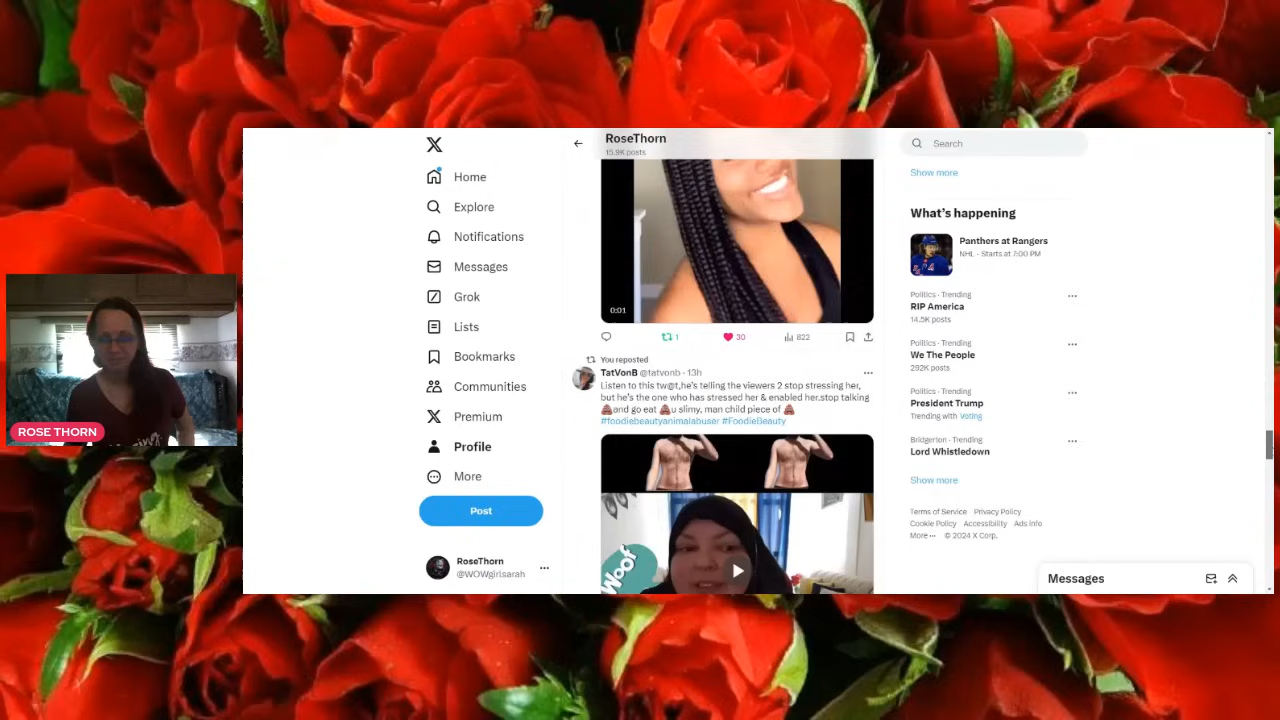 RoseThorn
15.9K posts
Search
Show more
Home
Explore
Notifications
Messages
Grok
Lists
Bookmarks
Communities
Premium
Profile
More
Post
RoseThorn
@WOWgirlsarah
ROSE THORN
0:01
1
30
822
You reposted
TatVonB @tatvonb · 13h
Listen to this tw@t,he's telling the viewers 2 stop stressing her,
but he's the one who has stressed her & enabled her.stop talking
💩and go eat 💩u slimy, man child piece of 💩
#foodiebeautyanimalabuser #FoodieBeauty
Woof
What's happening
Panthers at Rangers
NHL · Starts at 7:00 PM
Politics · Trending
RIP America
14.5K posts
Politics · Trending
We The People
292K posts
Politics · Trending
President Trump
Trending with Voting
Bridgerton · Trending
Lord Whistledown
Show more
Terms of Service Privacy Policy
Cookie Policy Accessibility Ads info
More ··· © 2024 X Corp.
Messages